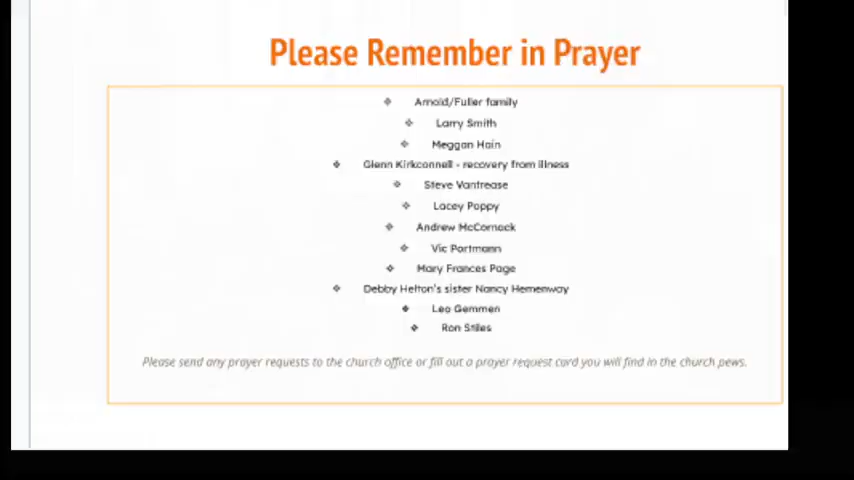 Please Remember in Prayer
❖ Arnold/Fuller family
❖ Larry Smith
❖ Meggan Hain
❖ Glenn Kirkconnell - recovery from illness
❖ Steve Vantrease
❖ Lacey Poppy
❖ Andrew McCornack
❖ Vic Portmann
❖ Mary Frances Page
❖ Debby Helton's sister Nancy Hemenway
❖ Leo Gemmen
❖ Ron Stiles
Please send any prayer requests to the church office or fill out a prayer request card you will find in the church pews.